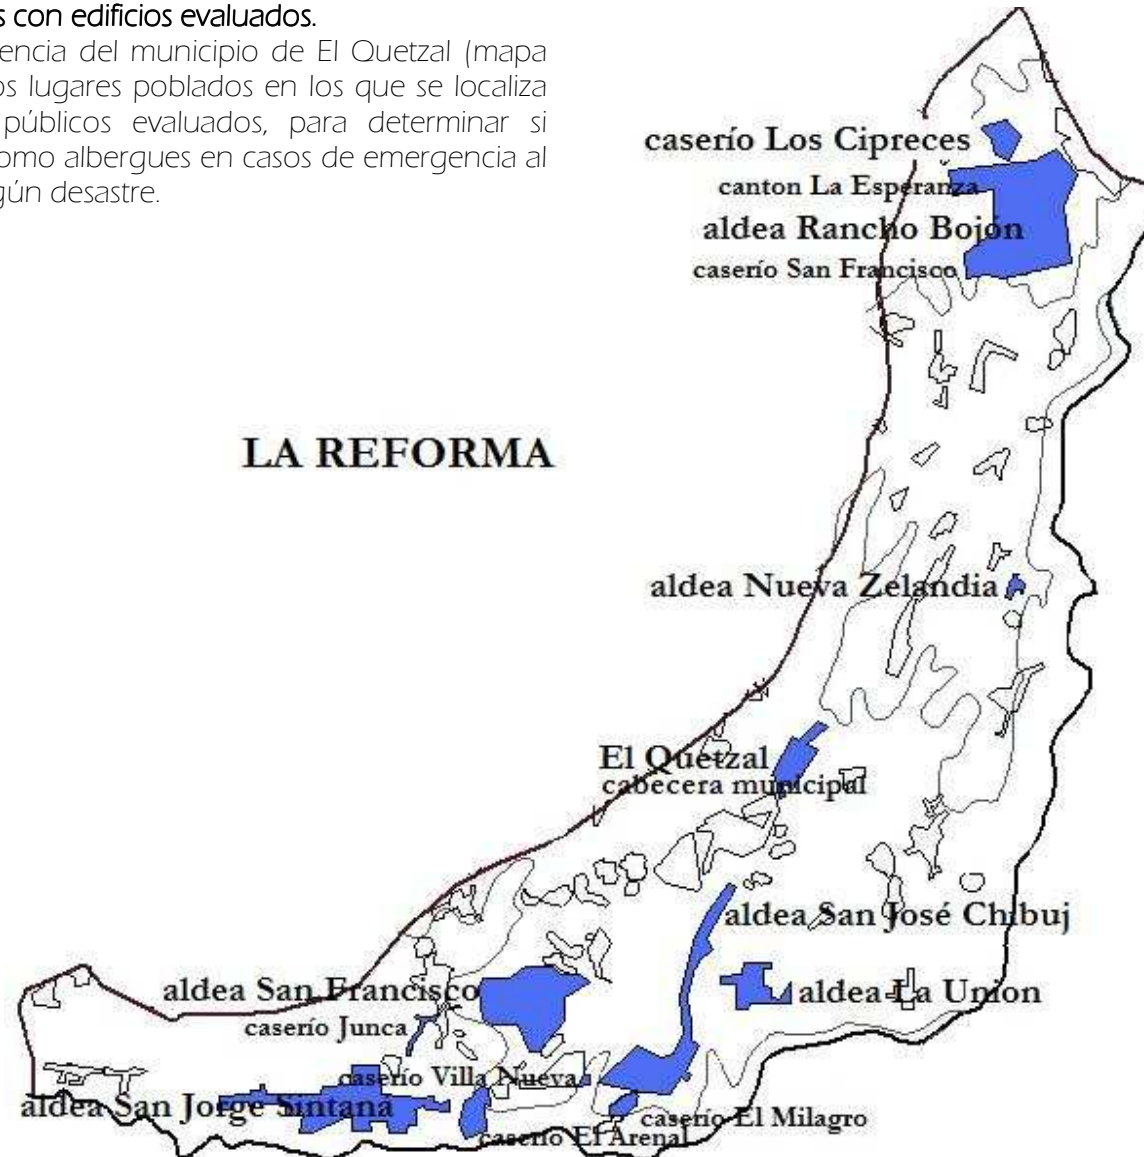 s con edificios evaluados.
encia del municipio de El Quetzal (mapa
os lugares poblados en los que se localiza
públicos evaluados, para determinar si
omo albergues en casos de emergencia al
gún desastre.
caserío Los Cipreces
canton La Esperanza
aldea Rancho Bojón
caserío San Francisco
LA REFORMA
aldea Nueva Zelandia
El Quetzal
cabecera municipal
aldea San José Chibuj
aldea San Francisco
aldea La Union
caserío Junca
caserío Villa Nueva
aldea San Jorge Sintana
caserío El Milagro
caserío El Arenal